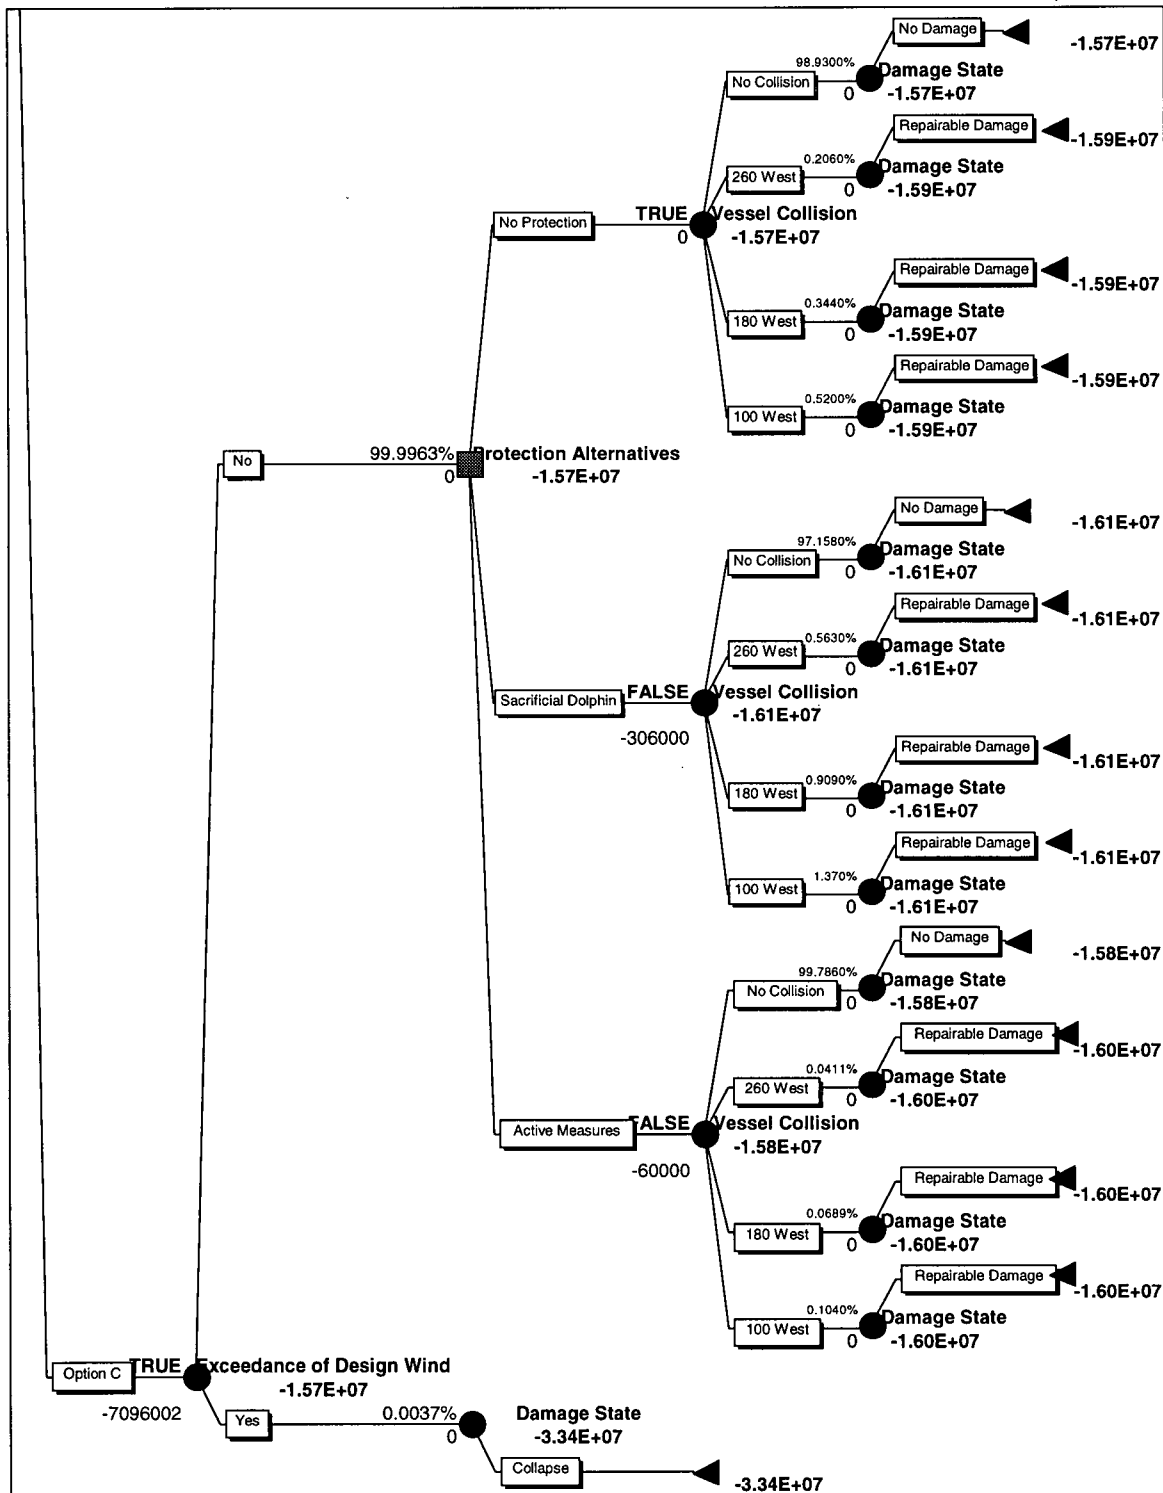 No Damage
-1.57E+07
98.9300%
Damage State
No Collision
0
-1.57E+07
Repairable Damage
-1.59E+07
0.2060%
Damage State
260 West
0
-1.59E+07
No Protection
TRUE
Vessel Collision
0
-1.57E+07
Repairable Damage
-1.59E+07
0.3440%
Damage State
180 West
0
-1.59E+07
Repairable Damage
-1.59E+07
0.5200%
Damage State
100 West
0
-1.59E+07
No
99.9963%
Protection Alternatives
0
-1.57E+07
No Damage
-1.61E+07
97.1580%
Damage State
No Collision
0
-1.61E+07
Repairable Damage
-1.61E+07
0.5630%
Damage State
260 West
0
-1.61E+07
Sacrificial Dolphin
FALSE
Vessel Collision
-306000
-1.61E+07
Repairable Damage
-1.61E+07
0.9090%
Damage State
180 West
0
-1.61E+07
Repairable Damage
-1.61E+07
1.370%
Damage State
100 West
0
-1.61E+07
No Damage
-1.58E+07
99.7860%
Damage State
No Collision
0
-1.58E+07
Repairable Damage
-1.60E+07
0.0411%
Damage State
260 West
0
-1.60E+07
Active Measures
FALSE
Vessel Collision
-60000
-1.58E+07
Repairable Damage
-1.60E+07
0.0689%
Damage State
180 West
0
-1.60E+07
Repairable Damage
-1.60E+07
0.1040%
Damage State
100 West
0
-1.60E+07
Option C
TRUE
Exceedance of Design Wind
-7096002
-1.57E+07
Yes
0.0037%
Damage State
0
-3.34E+07
Collapse
-3.34E+07